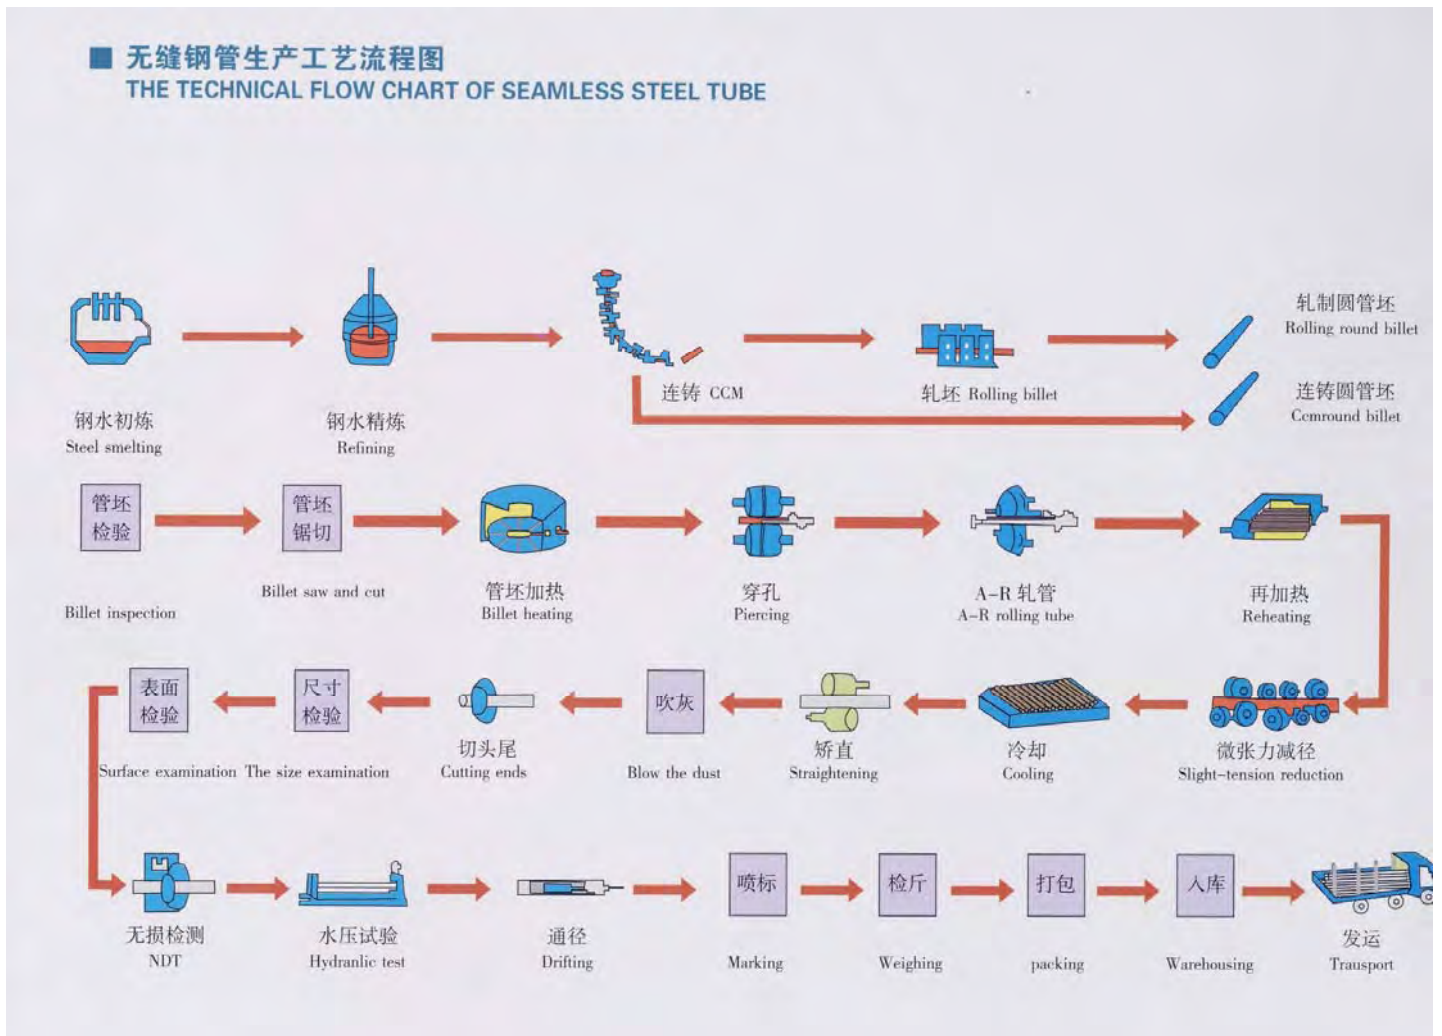 无缝钢管生产工艺流程图
THE TECHNICAL FLOW CHART OF SEAMLESS STEEL TUBE
轧制圆管坯
Rolling round billet
连铸 CCM
轧坯 Rolling billet
连铸圆管坯
Ccmround billet
钢水初炼
Steel smelting
钢水精炼
Refining
管坯
检验
Billet inspection
管坯
锯切
Billet saw and cut
管坯加热
Billet heating
穿孔
Piercing
A-R 轧管
A-R rolling tube
再加热
Reheating
表面
检验
Surface examination
尺寸
检验
The size examination
切头尾
Cutting ends
吹灰
Blow the dust
矫直
Straightening
冷却
Cooling
微张力减径
Slight-tension reduction
无损检测
NDT
水压试验
Hydranlic test
通径
Drifting
喷标
Marking
检斤
Weighing
打包
packing
入库
Warehousing
发运
Trausport